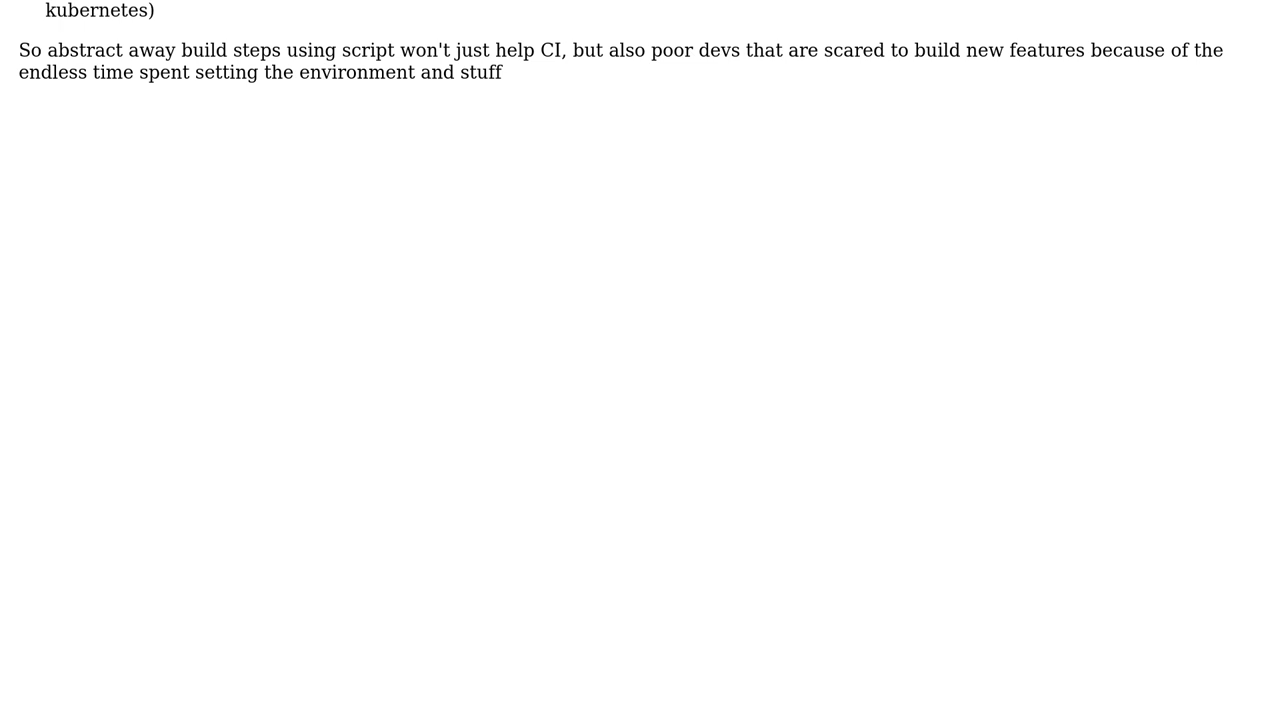 kubernetes)
So abstract away build steps using script won't just help CI, but also poor devs that are scared to build new features because of the
endless time spent setting the environment and stuff